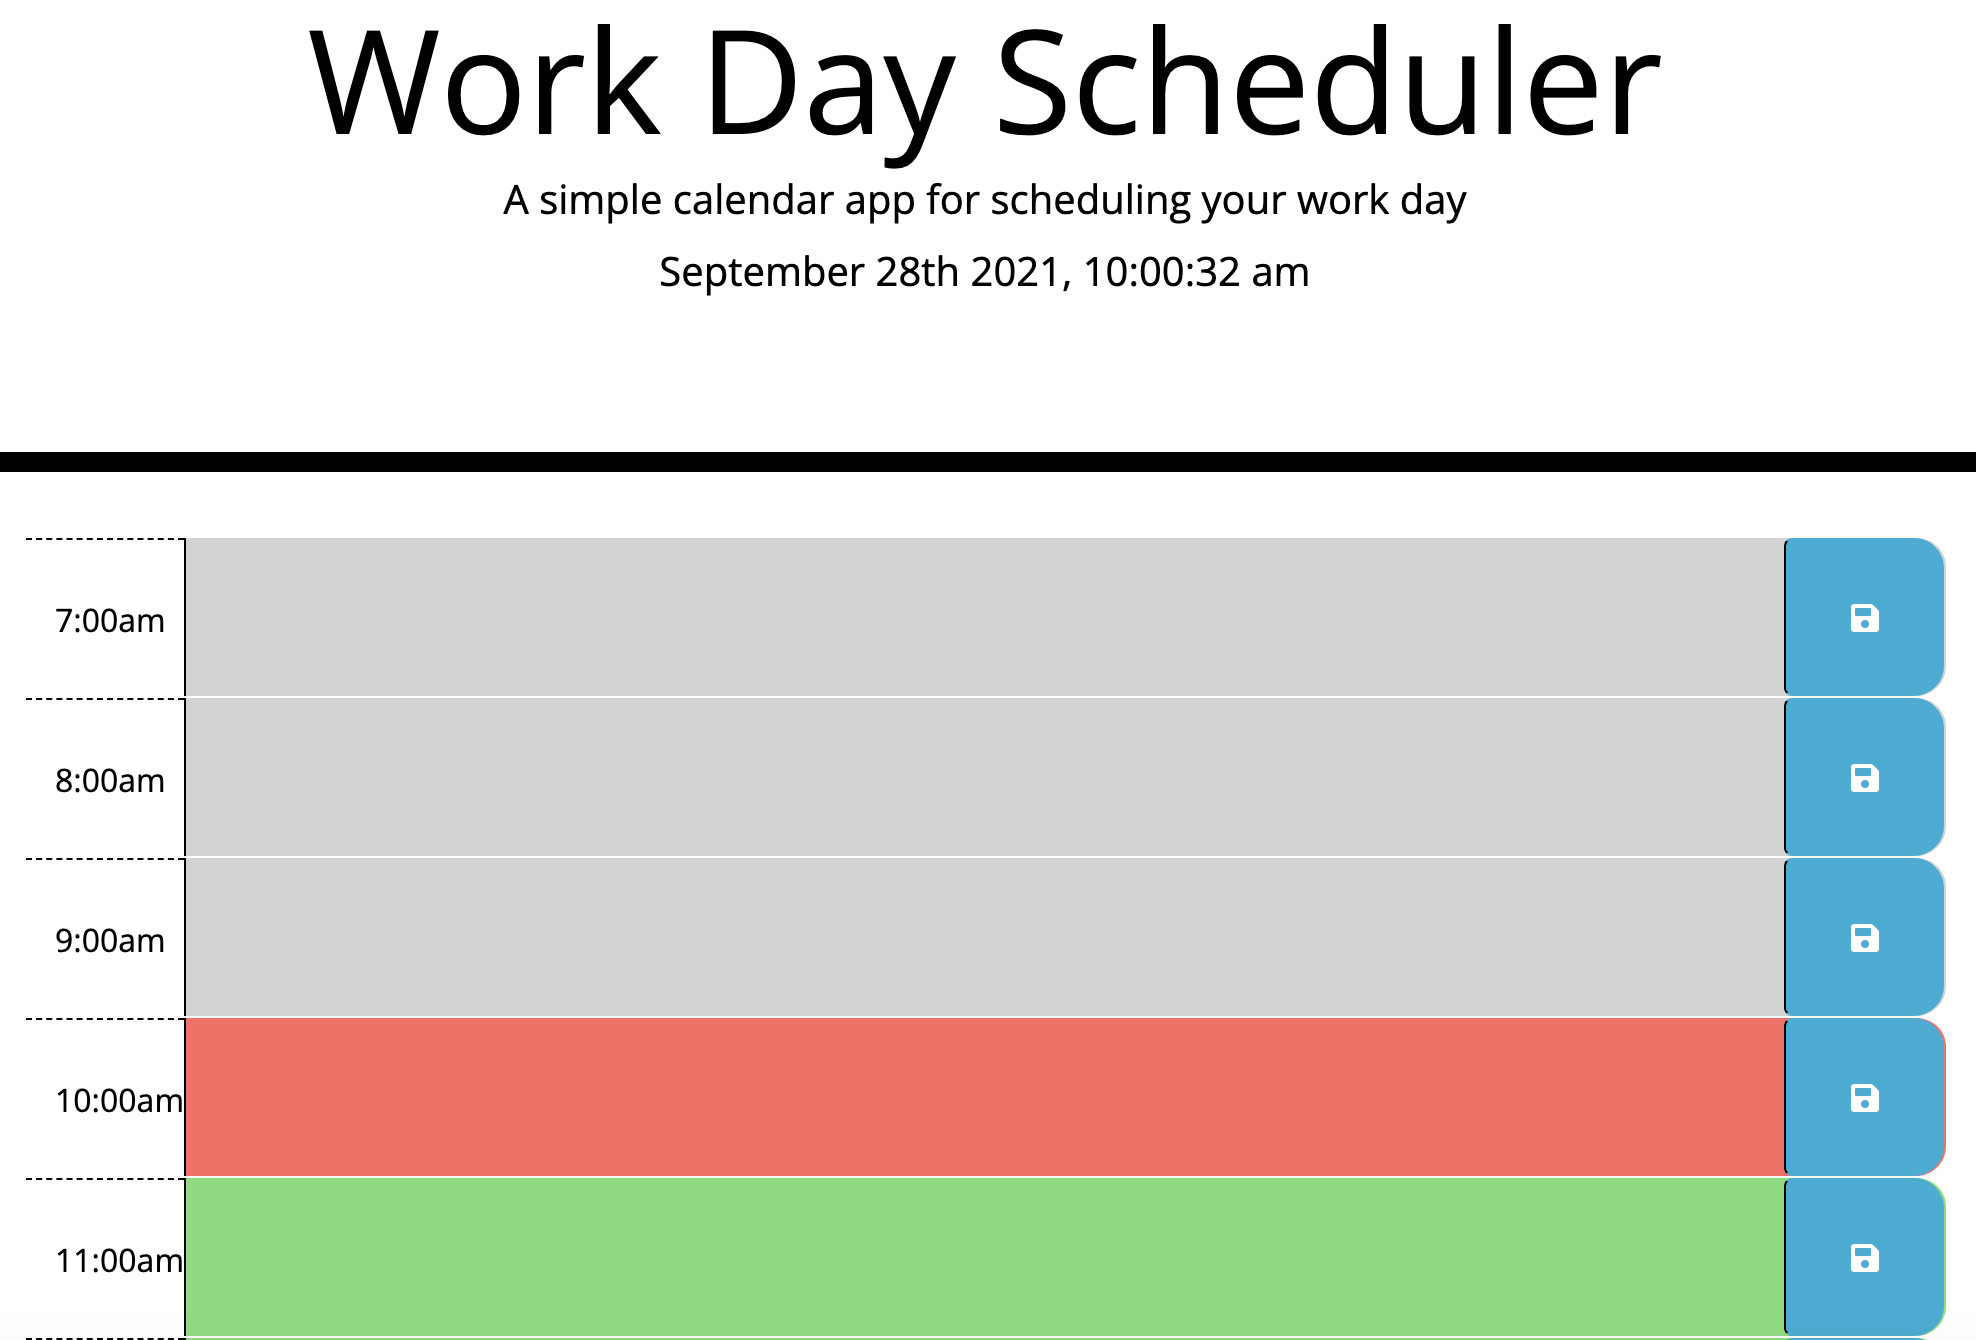 Work Day Scheduler
A simple calendar app for scheduling your work day
September 28th 2021, 10:00:32 am
7:00am
8:00am
9:00am
10:00am
11:00am